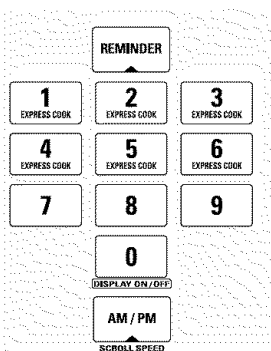 REMINDER
1 2 3
EXPRESS COOK EXPRESS COOK EXPRESS COOK
4 5 6
EXPRESS COOK EXPRESS COOK EXPRESS COOK
7 8 9
0
DISPLAY ON/OFF
AM / PM
SCROLL SPEED